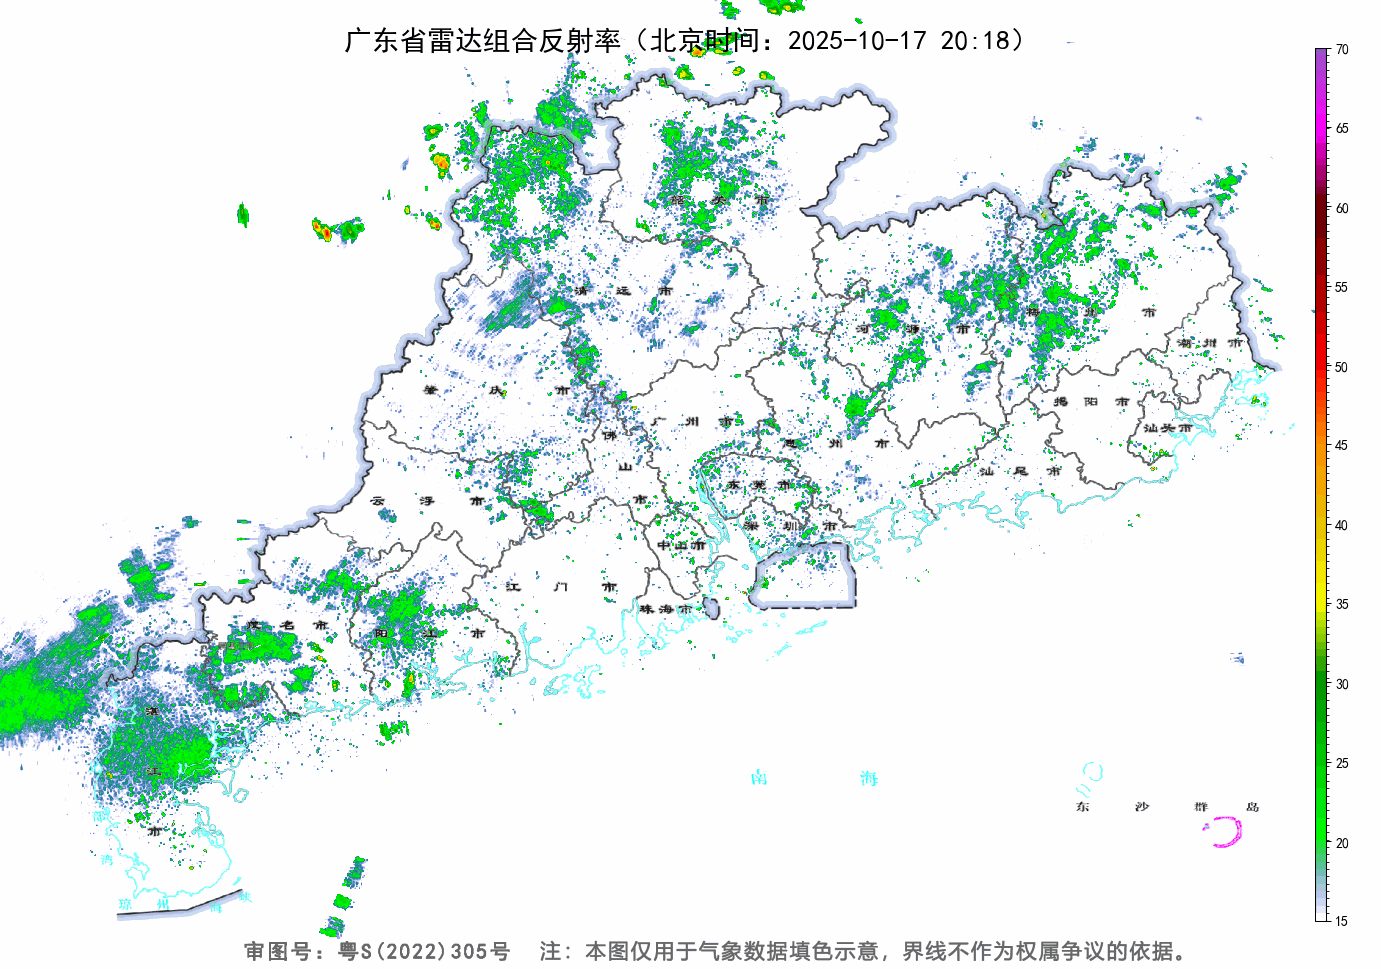 广东省雷达组合反射率（北京时间：2025-10-17 20:18）
70
65
60
55
50
45
40
35
30
25
20
15
韶关市
清远市
河源市
梅州市
潮州市
肇庆市
广州市
惠州市
揭阳市
汕头市
佛山市
东莞市
汕尾市
云浮市
深圳市
中山市
江门市
珠海市
茂名市
阳江市
湛江市
南海
东沙群岛
湾
琼州海峡
审图号：粤S(2022)305号 注：本图仅用于气象数据填色示意，界线不作为权属争议的依据。